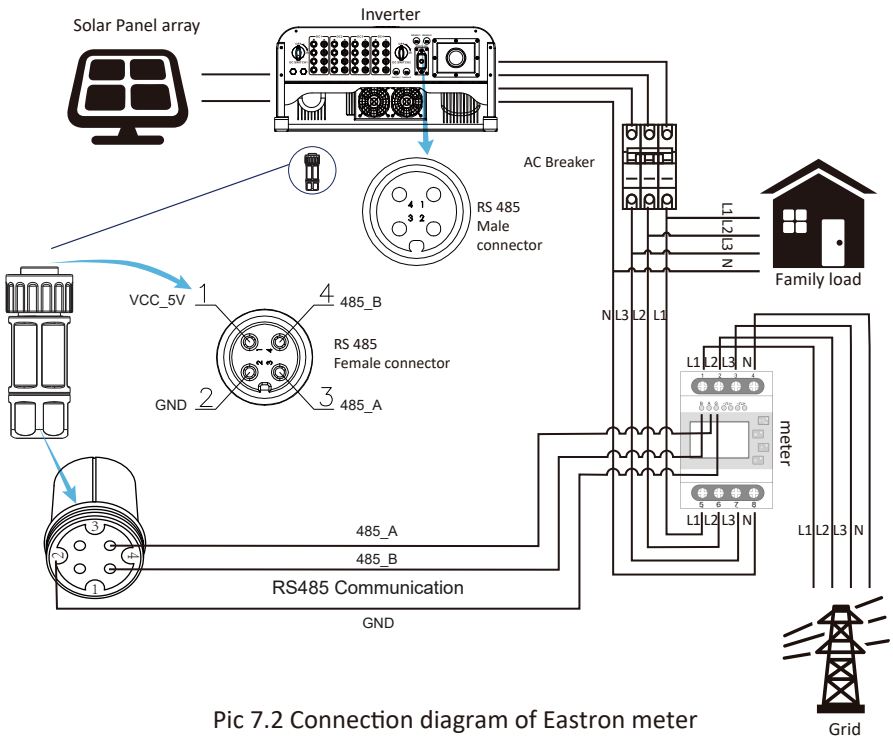 Inverter
Solar Panel array
AC Breaker
4 1
3 2
RS 485
Male
connector
L1
L2
L3
N
Family load
VCC_5V 1
4 485_B
1 4
2 3
RS 485
Female connector
GND 2
3 485_A
N L3 L2 L1
L1 L2 L3 N
1 2 3 4
meter
5 6 7 8
L1 L2 L3 N
L1 L2 L3 N
3
2 4
1
485_A
485_B
RS485 Communication
GND
Grid
Pic 7.2 Connection diagram of Eastron meter